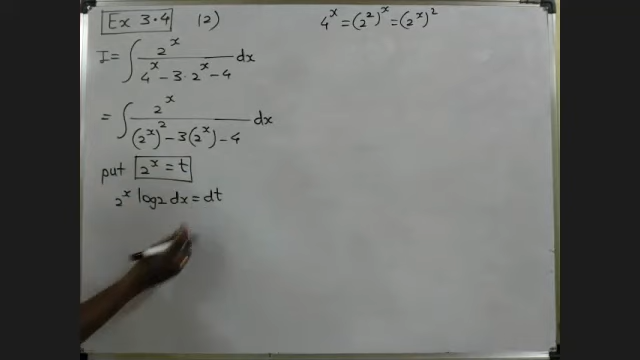 Ex 3.4 (2)
4^x = (2^2)^x = (2^x)^2
I = ∫ 2^x / (4^x - 3·2^x - 4) dx
= ∫ 2^x / ((2^x)^2 - 3(2^x) - 4) dx
put 2^x = t
2^x log2 dx = dt